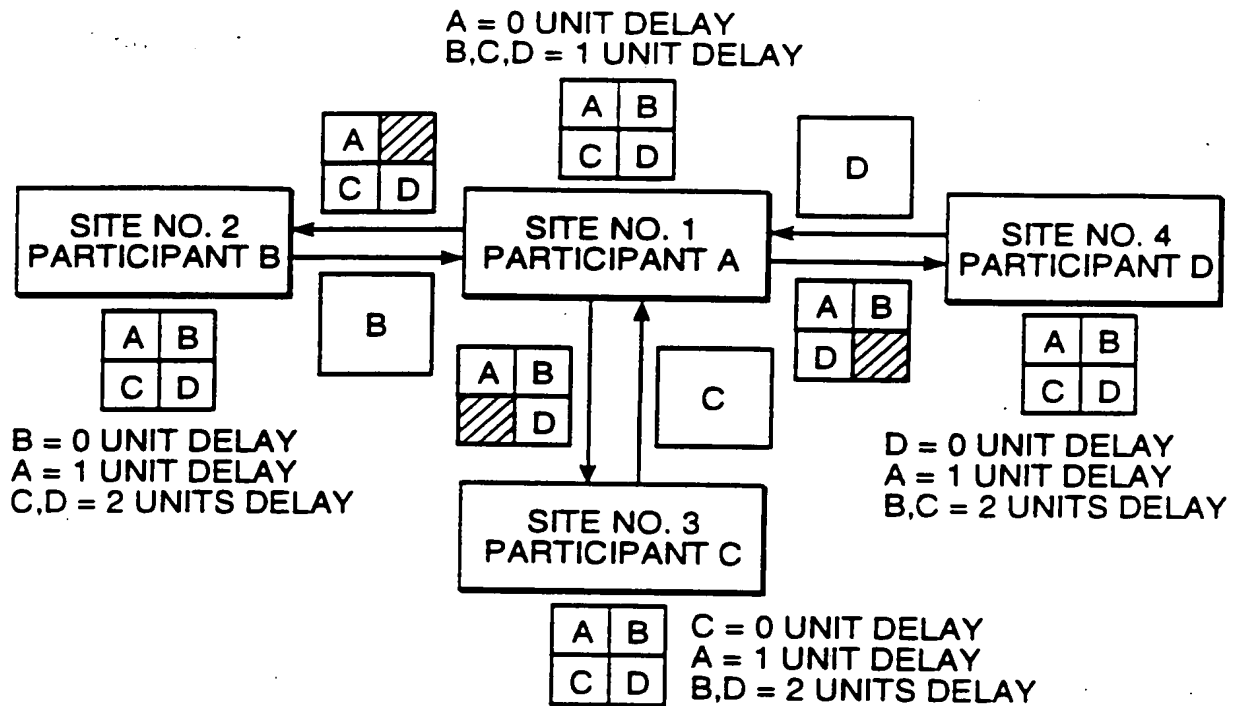 A = 0 UNIT DELAY
B,C,D = 1 UNIT DELAY
A B
C D
A
C D
D
SITE NO. 2
PARTICIPANT B
SITE NO. 1
PARTICIPANT A
SITE NO. 4
PARTICIPANT D
B
A B
D
A B
D
C
A B
C D
A B
C D
B = 0 UNIT DELAY
A = 1 UNIT DELAY
C,D = 2 UNITS DELAY
D = 0 UNIT DELAY
A = 1 UNIT DELAY
B,C = 2 UNITS DELAY
SITE NO. 3
PARTICIPANT C
A B
C D
C = 0 UNIT DELAY
A = 1 UNIT DELAY
B,D = 2 UNITS DELAY